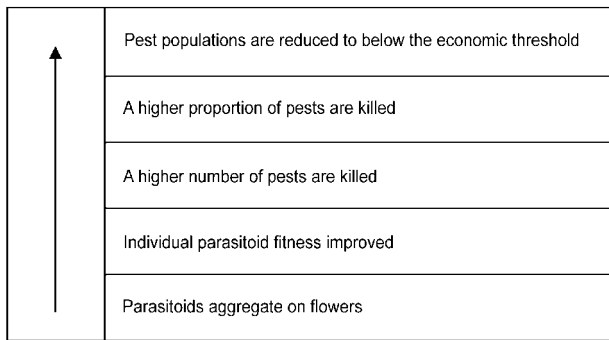 Pest populations are reduced to below the economic threshold
A higher proportion of pests are killed
A higher number of pests are killed
Individual parasitoid fitness improved
Parasitoids aggregate on flowers